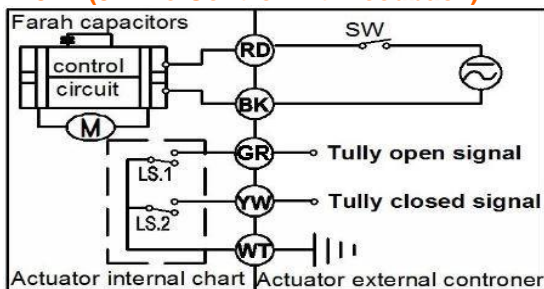 Farah capacitors
control
circuit
M
LS.1
LS.2
RD
BK
GR
YW
WT
SW
Tully open signal
Tully closed signal
Actuator internal chart
Actuator external controner